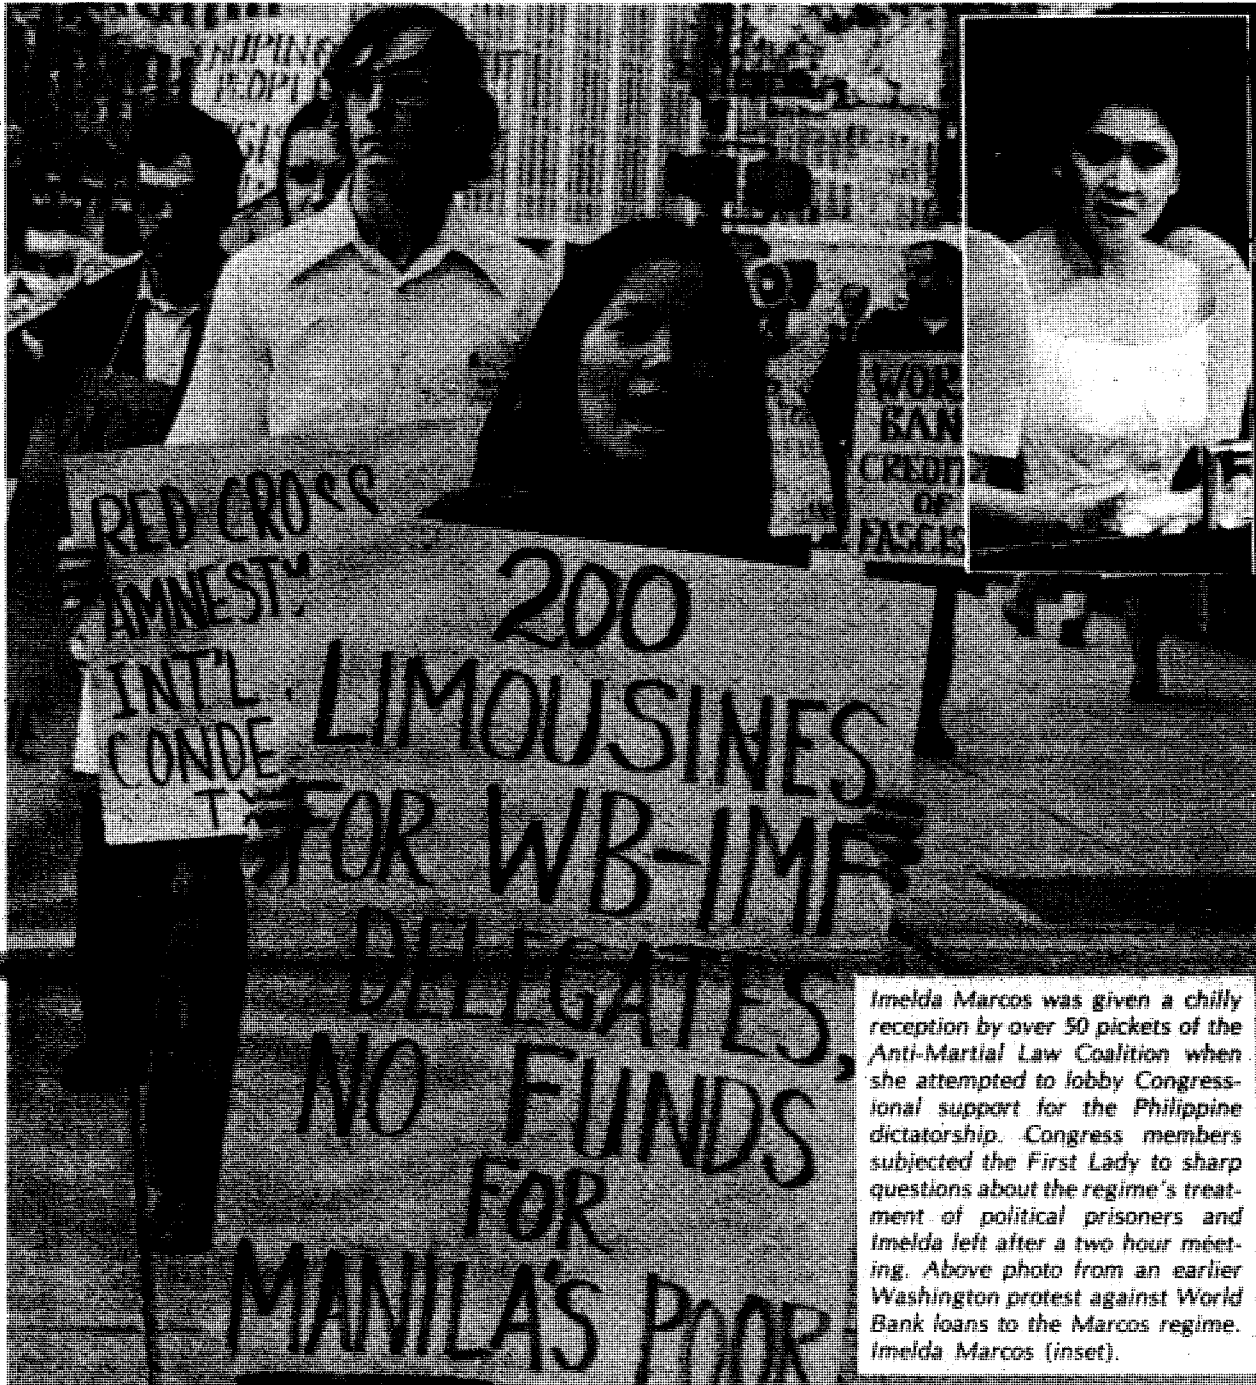 RED CROSS
AMNESTY
INT'L
CONDE
200
LIMOUSINES
FOR WB-IMF
DELEGATES,
NO FUNDS
FOR
MANILA'S POOR
WOR
BAN
CREDIT
OF
FASCIS
Imelda Marcos was given a chilly
reception by over 50 pickets of the
Anti-Martial Law Coalition when
she attempted to lobby Congress-
ional support for the Philippine
dictatorship. Congress members
subjected the First Lady to sharp
questions about the regime's treat-
ment of political prisoners and
Imelda left after a two hour meet-
ing. Above photo from an earlier
Washington protest against World
Bank loans to the Marcos regime.
Imelda Marcos (inset).